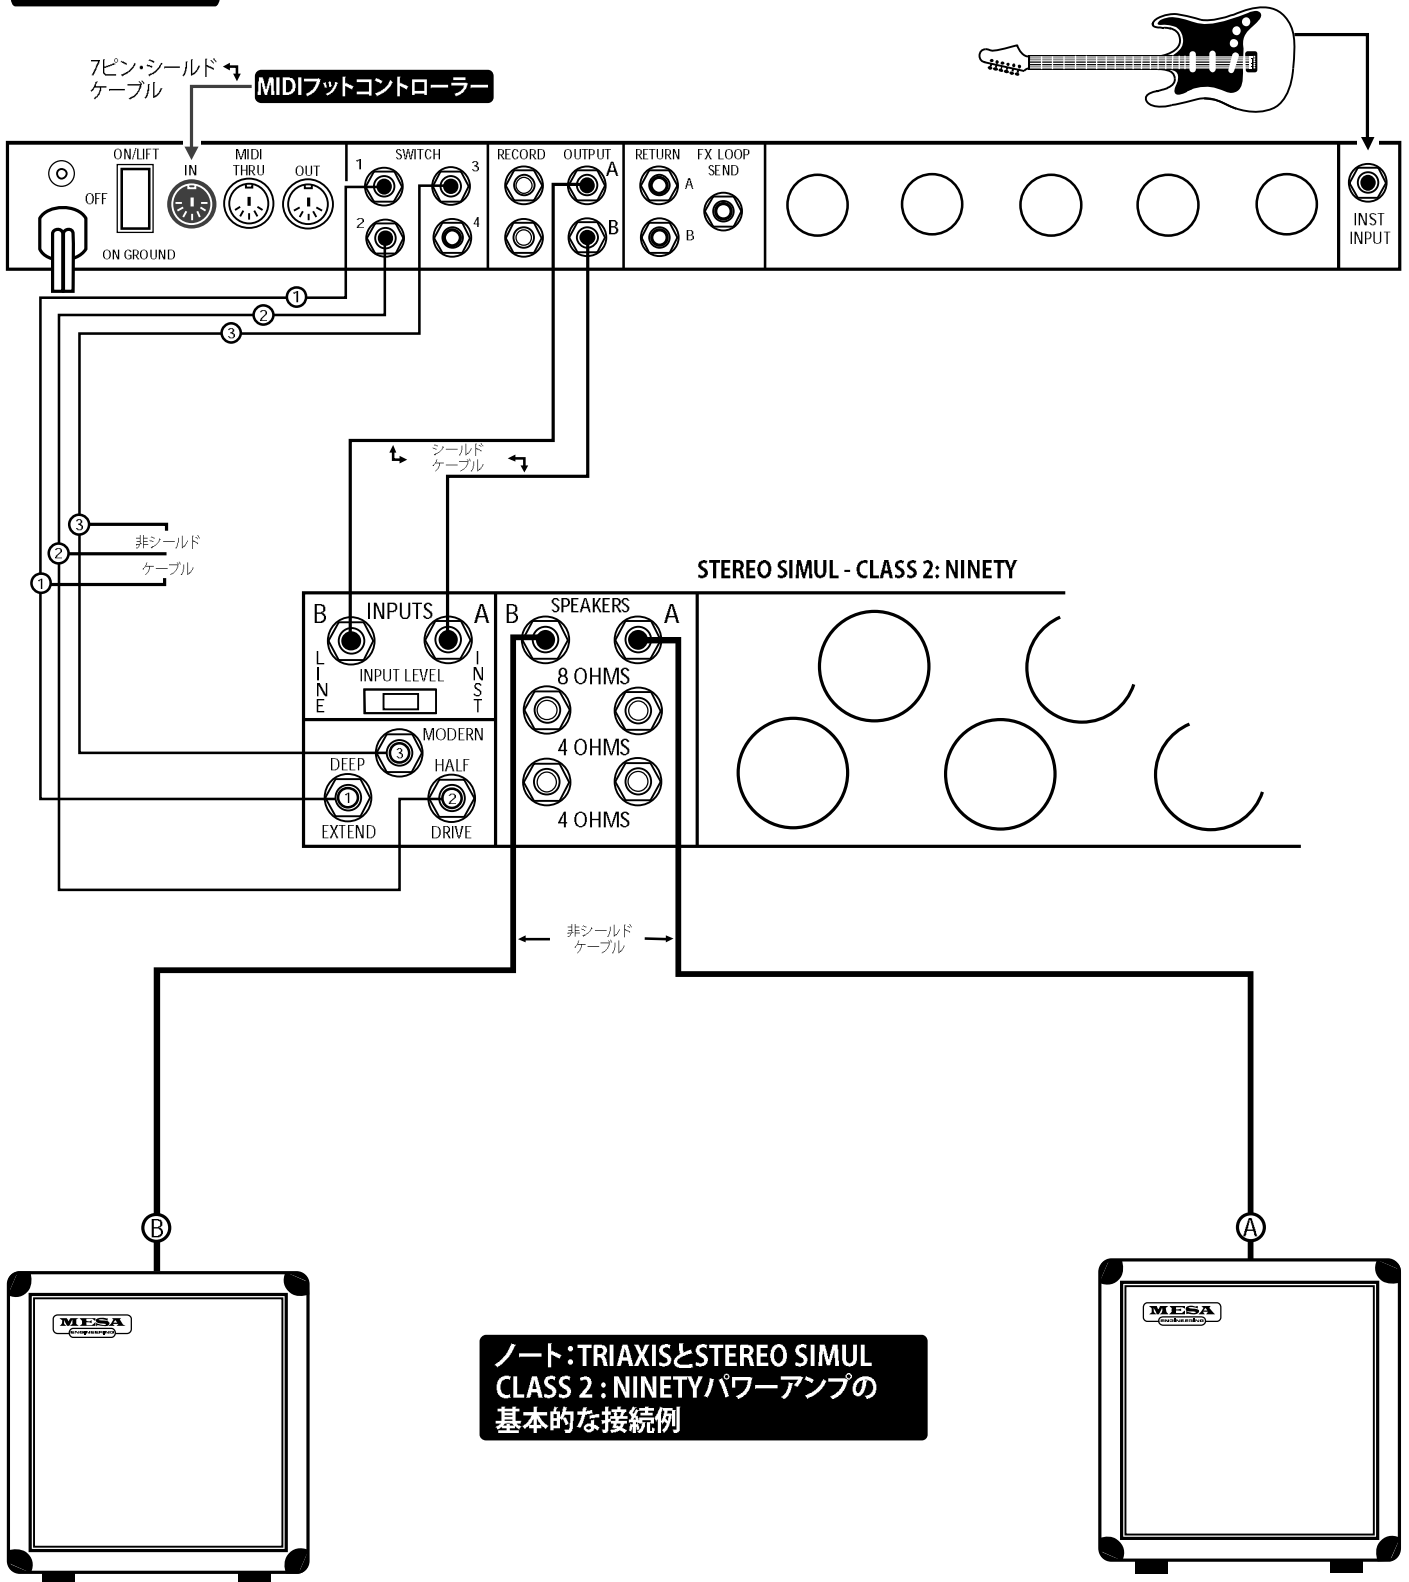 7ピン・シールド
ケーブル
MIDIフットコントローラー
ON/LIFT
OFF
ON GROUND
IN
MIDI
THRU
OUT
SWITCH
1
3
2
4
RECORD
OUTPUT
A
B
RETURN
A
B
FX LOOP
SEND
INST
INPUT
1
2
3
シールド
ケーブル
3
非シールド
2
ケーブル
1
STEREO SIMUL - CLASS 2: NINETY
B
INPUTS
A
LINE
INPUT LEVEL
INST
MODERN
3
DEEP
HALF
1
2
EXTEND
DRIVE
B
SPEAKERS
A
8 OHMS
4 OHMS
4 OHMS
非シールド
ケーブル
B
A
MESA
ENGINEERING
MESA
ENGINEERING
ノート：TRIAXISとSTEREO SIMUL
CLASS 2 : NINETYパワーアンプの
基本的な接続例